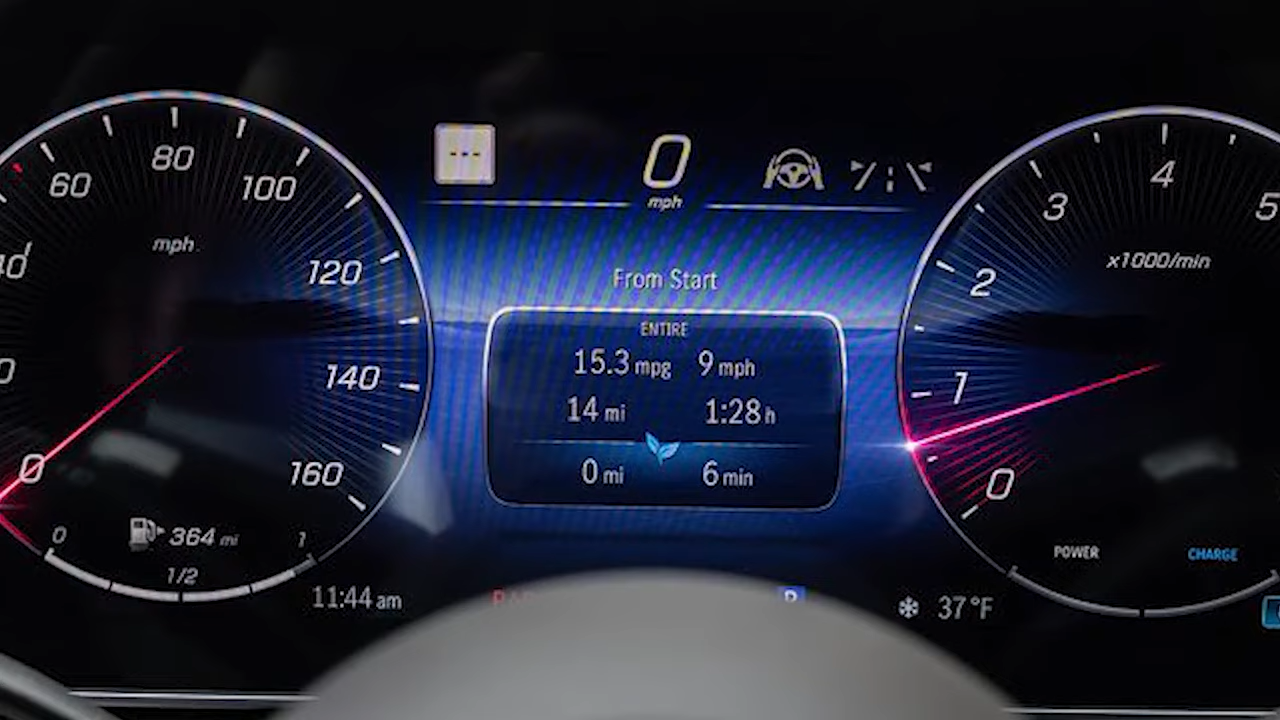 60 80 100
120
140
160
0
mph
0 364 mi 1
1/2
11:44 am
---
0
mph
From Start
ENTIRE
15.3 mpg 9 mph
14 mi 1:28 h
0 mi 6 min
P
0 1 2 3 4 5
x1000/min
POWER CHARGE
37°F